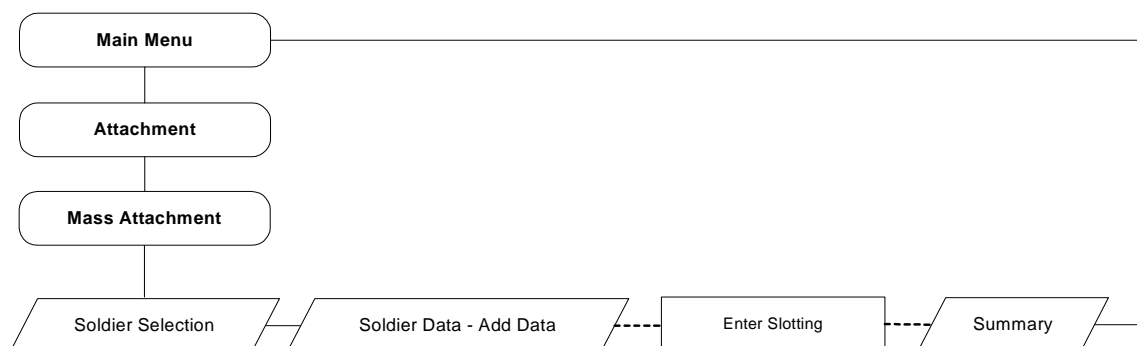 Main Menu
Attachment
Mass Attachment
Soldier Selection
Soldier Data - Add Data
Enter Slotting
Summary